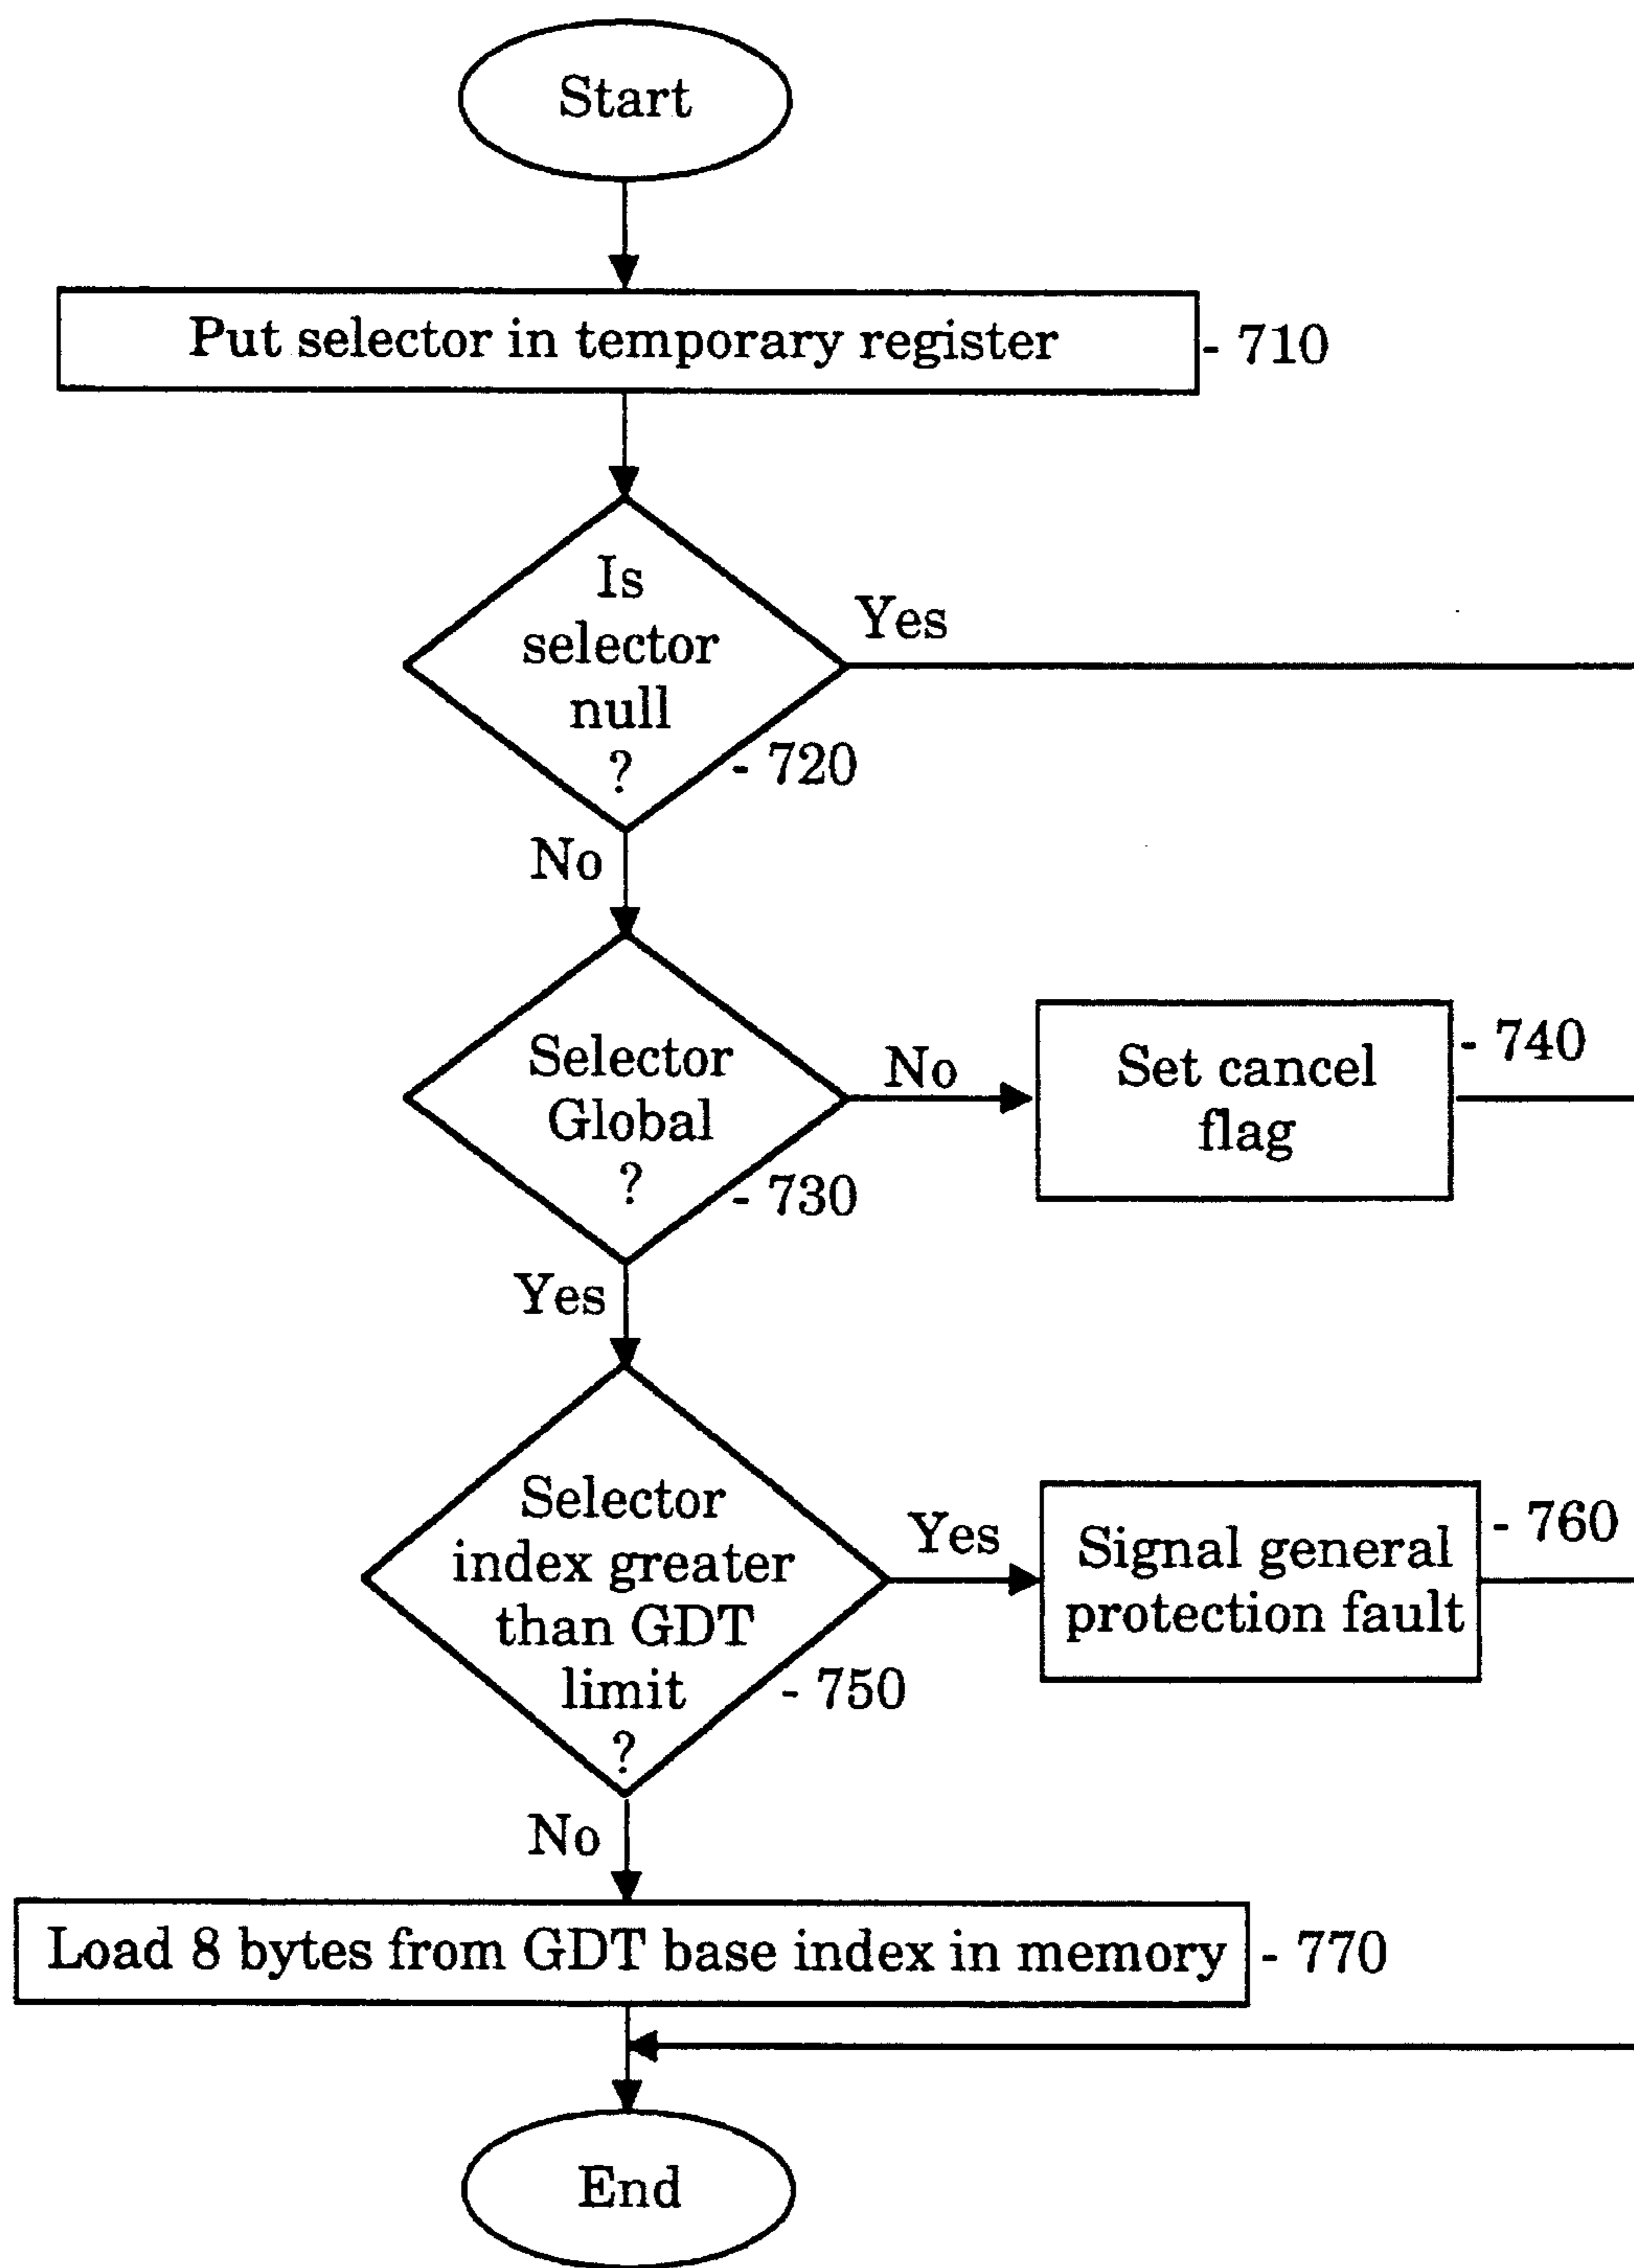 Start
Put selector in temporary register - 710
Is
selector
null
?
Yes
- 720
No
Selector
Global
?
- 730
No
Set cancel
flag
- 740
Yes
Selector
index greater
than GDT
limit
?
- 750
Yes
Signal general
protection fault
- 760
No
Load 8 bytes from GDT base index in memory - 770
End